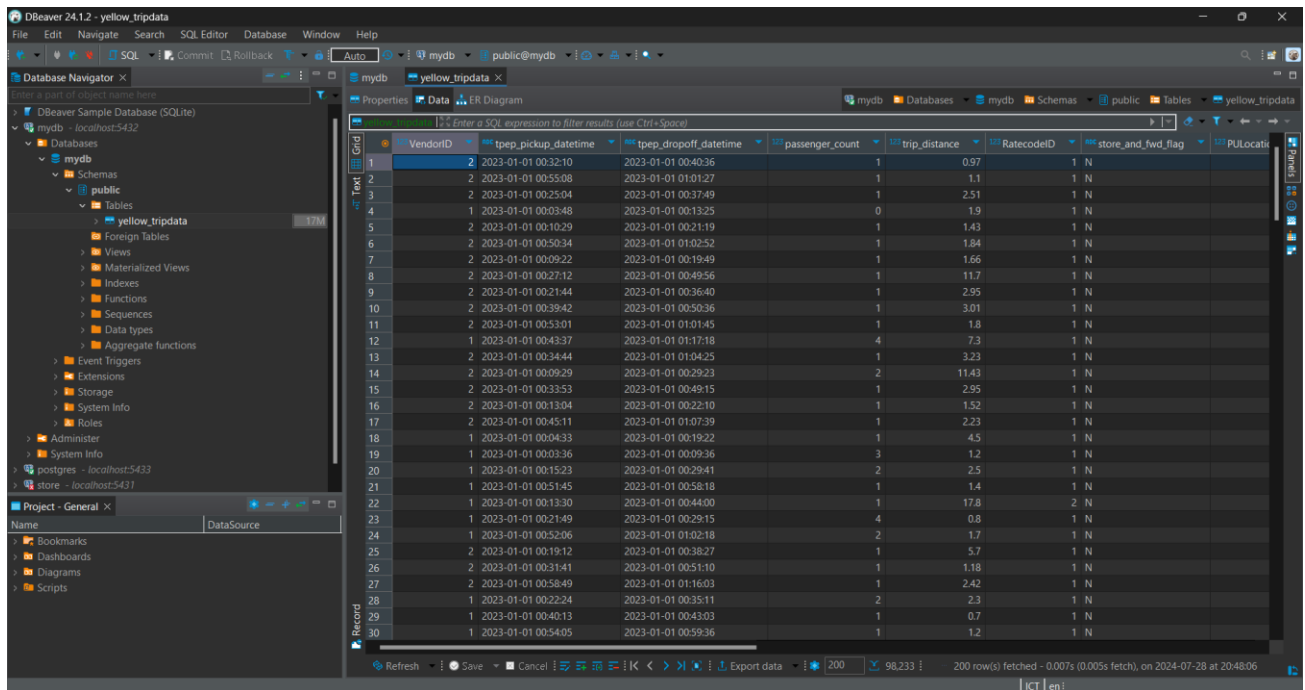 DBeaver 24.1.2 - yellow_tripdata
File Edit Navigate Search SQL Editor Database Window Help
SQL Commit Rollback Auto mydb public@mydb
Database Navigator
mydb yellow_tripdata
Enter a part of object name here
Properties Data ER Diagram mydb Databases mydb Schemas public Tables yellow_tripdata
DBeaver Sample Database (SQLite)
mydb - localhost:5432
Databases
mydb
Schemas
public
Tables
yellow_tripdata 17M
Foreign Tables
Views
Materialized Views
Indexes
Functions
Sequences
Data types
Aggregate functions
Event Triggers
Extensions
Storage
System Info
Roles
Administer
System Info
postgres - localhost:5433
store - localhost:5431
Project - General
Name DataSource
Bookmarks
Dashboards
Diagrams
Scripts
yellow_tripdata Enter a SQL expression to filter results (use Ctrl+Space)
Grid
Text
Record
Panels
VendorID tpep_pickup_datetime tpep_dropoff_datetime passenger_count trip_distance RatecodeID store_and_fwd_flag PULocatic
1 2 2023-01-01 00:32:10 2023-01-01 00:40:36 1 0.97 1 N
2 2 2023-01-01 00:55:08 2023-01-01 01:01:27 1 1.1 1 N
3 2 2023-01-01 00:25:04 2023-01-01 00:37:49 1 2.51 1 N
4 1 2023-01-01 00:03:48 2023-01-01 00:13:25 0 1.9 1 N
5 2 2023-01-01 00:10:29 2023-01-01 00:21:19 1 1.43 1 N
6 2 2023-01-01 00:50:34 2023-01-01 01:02:52 1 1.84 1 N
7 2 2023-01-01 00:09:22 2023-01-01 00:19:49 1 1.66 1 N
8 2 2023-01-01 00:27:12 2023-01-01 00:49:56 1 11.7 1 N
9 2 2023-01-01 00:21:44 2023-01-01 00:36:40 1 2.95 1 N
10 2 2023-01-01 00:39:42 2023-01-01 00:50:36 1 3.01 1 N
11 2 2023-01-01 00:53:01 2023-01-01 01:01:45 1 1.8 1 N
12 1 2023-01-01 00:43:37 2023-01-01 01:17:18 4 7.3 1 N
13 2 2023-01-01 00:34:44 2023-01-01 01:04:25 1 3.23 1 N
14 2 2023-01-01 00:09:29 2023-01-01 00:29:23 2 11.43 1 N
15 2 2023-01-01 00:33:53 2023-01-01 00:49:15 1 2.95 1 N
16 2 2023-01-01 00:13:04 2023-01-01 00:22:10 1 1.52 1 N
17 2 2023-01-01 00:45:11 2023-01-01 01:07:39 1 2.23 1 N
18 1 2023-01-01 00:04:33 2023-01-01 00:19:22 1 4.5 1 N
19 1 2023-01-01 00:03:36 2023-01-01 00:09:36 3 1.2 1 N
20 1 2023-01-01 00:15:23 2023-01-01 00:29:41 2 2.5 1 N
21 1 2023-01-01 00:51:45 2023-01-01 00:58:18 1 1.4 1 N
22 1 2023-01-01 00:13:30 2023-01-01 00:44:00 1 17.8 2 N
23 1 2023-01-01 00:21:49 2023-01-01 00:29:15 4 0.8 1 N
24 1 2023-01-01 00:52:06 2023-01-01 01:02:18 2 1.7 1 N
25 2 2023-01-01 00:19:12 2023-01-01 00:38:27 1 5.7 1 N
26 2 2023-01-01 00:31:41 2023-01-01 00:51:10 1 1.18 1 N
27 2 2023-01-01 00:58:49 2023-01-01 01:16:03 1 2.42 1 N
28 1 2023-01-01 00:22:24 2023-01-01 00:35:11 2 2.3 1 N
29 1 2023-01-01 00:40:13 2023-01-01 00:43:03 1 0.7 1 N
30 1 2023-01-01 00:54:05 2023-01-01 00:59:36 1 1.2 1 N
Refresh Save Cancel Export data 200 98,233 200 row(s) fetched - 0.007s (0.005s fetch), on 2024-07-28 at 20:48:06
ICT en